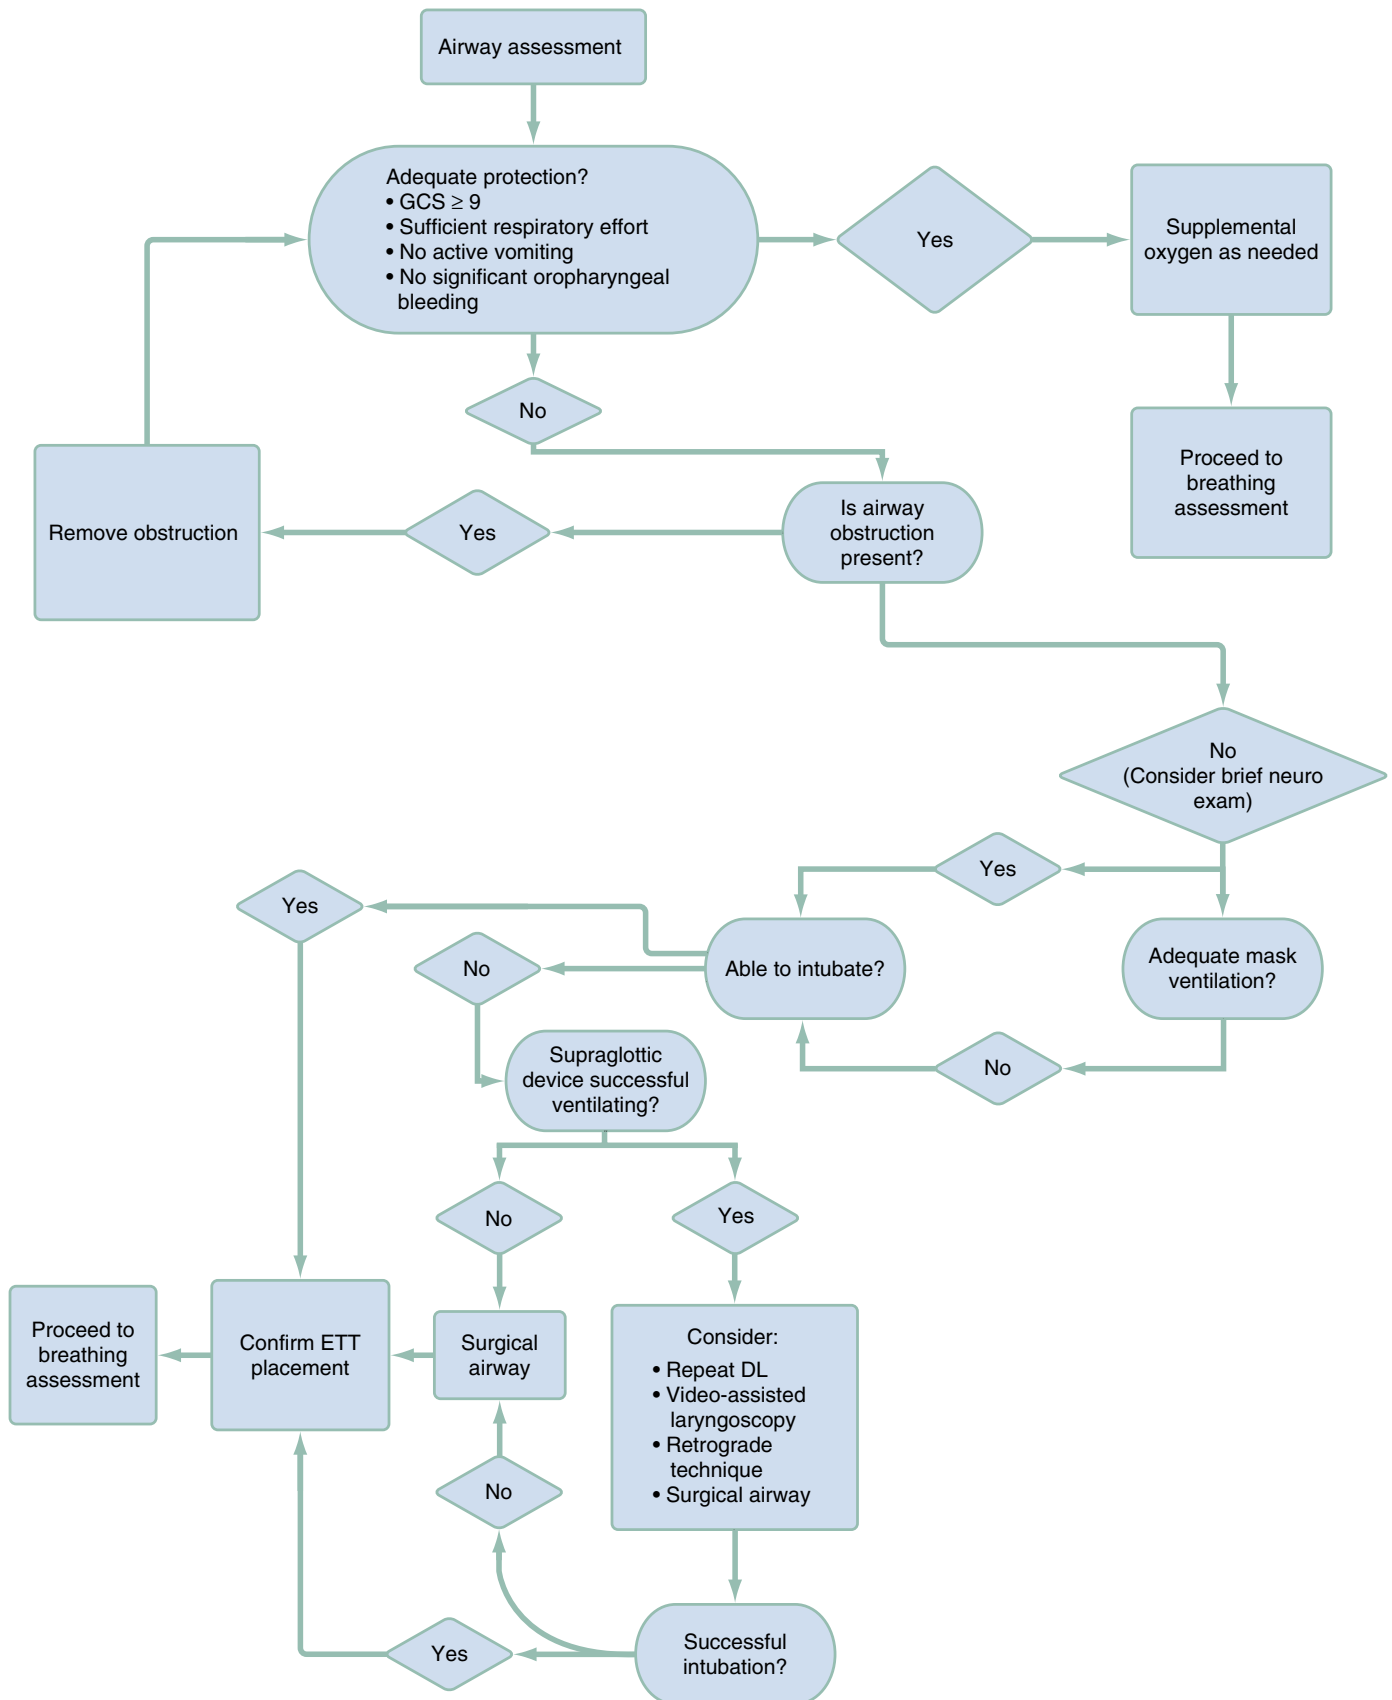 Airway assessment
Adequate protection?
• GCS ≥ 9
• Sufficient respiratory effort
• No active vomiting
• No significant oropharyngeal
bleeding
Yes
Supplemental
oxygen as needed
No
Proceed to
breathing
assessment
Is airway
obstruction
present?
Yes
Remove obstruction
No
(Consider brief neuro
exam)
Yes
Adequate mask
ventilation?
No
Able to intubate?
Yes
No
Supraglottic
device successful
ventilating?
No
Yes
Surgical
airway
Confirm ETT
placement
Proceed to
breathing
assessment
Consider:
• Repeat DL
• Video-assisted
laryngoscopy
• Retrograde
technique
• Surgical airway
No
Successful
intubation?
Yes